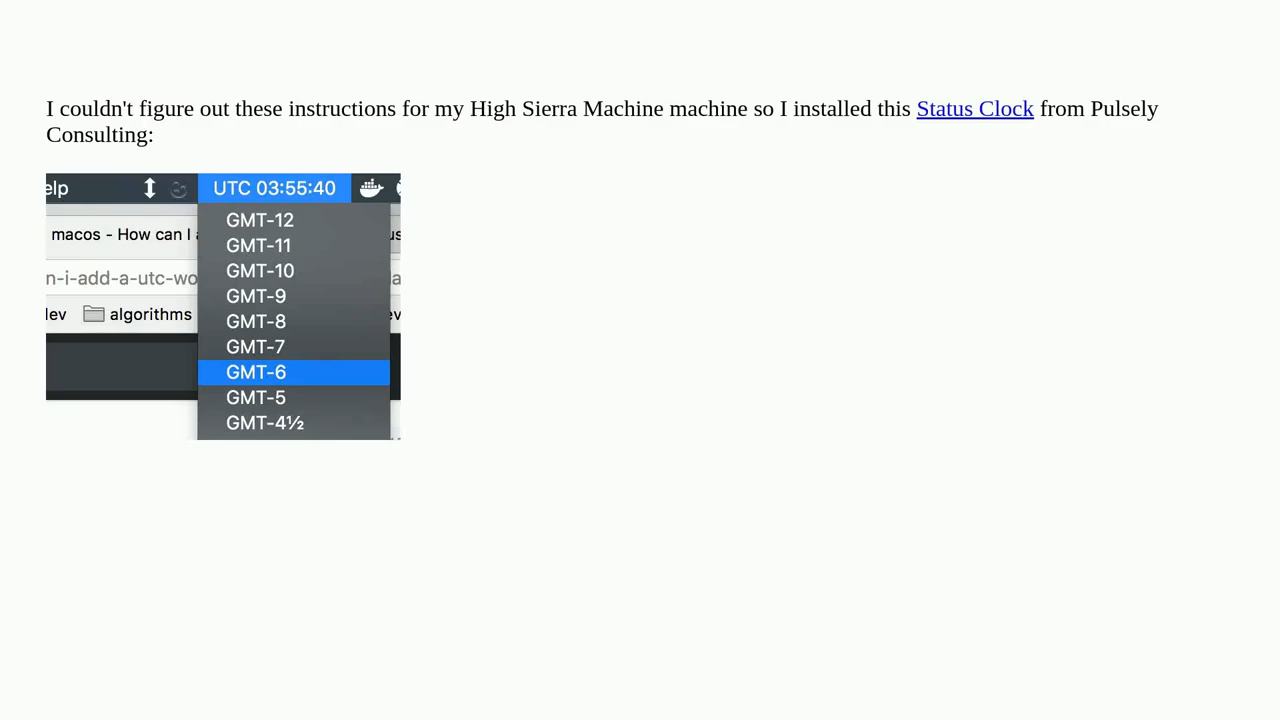 I couldn't figure out these instructions for my High Sierra Machine machine so I installed this Status Clock from Pulsely
Consulting:
elp UTC 03:55:40
macos - How can I
n-i-add-a-utc-wo
lev algorithms
GMT-12
GMT-11
GMT-10
GMT-9
GMT-8
GMT-7
GMT-6
GMT-5
GMT-4½